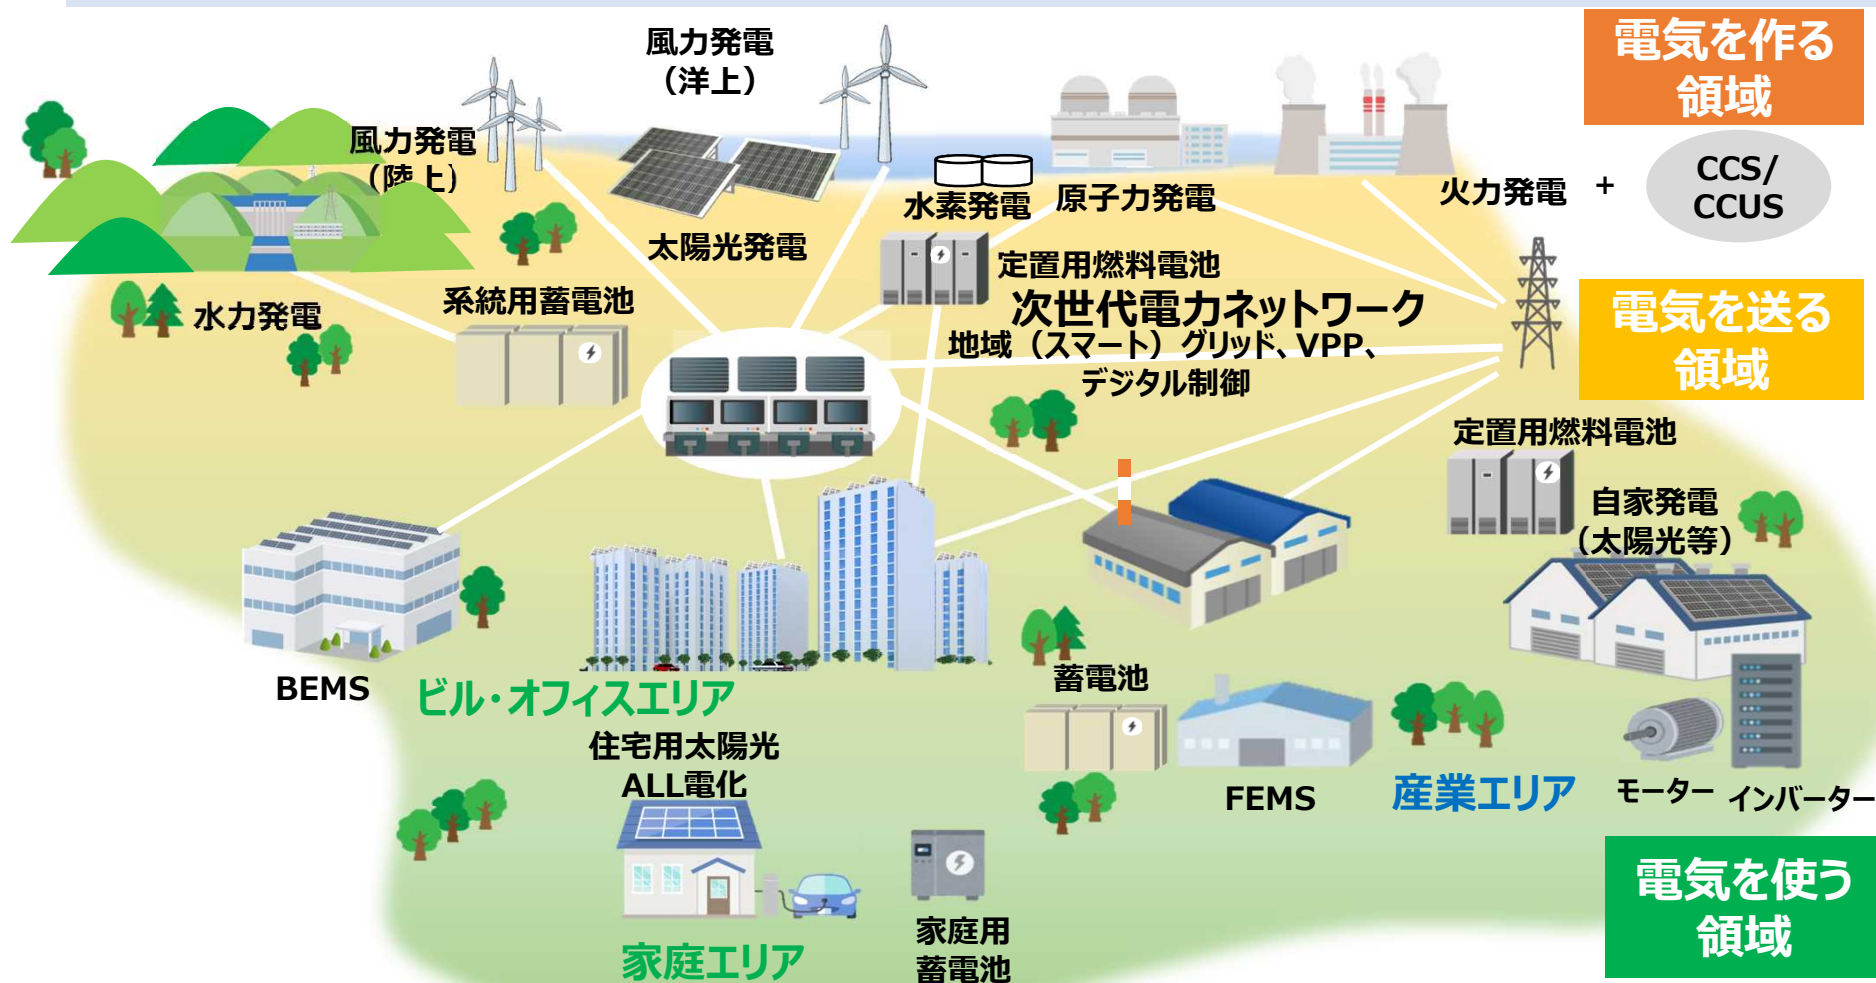 電気を作る
領域
風力発電
（洋上）
風力発電
（陸上）
CCS/
CCUS
+
火力発電
水素発電
原子力発電
太陽光発電
定置用燃料電池
系統用蓄電池
水力発電
次世代電力ネットワーク
地域（スマート）グリッド、VPP、
デジタル制御
電気を送る
領域
定置用燃料電池
自家発電
（太陽光等）
BEMS
ビル・オフィスエリア
蓄電池
住宅用太陽光
ALL電化
FEMS
産業エリア
モーター
インバーター
電気を使う
領域
家庭エリア
家庭用
蓄電池